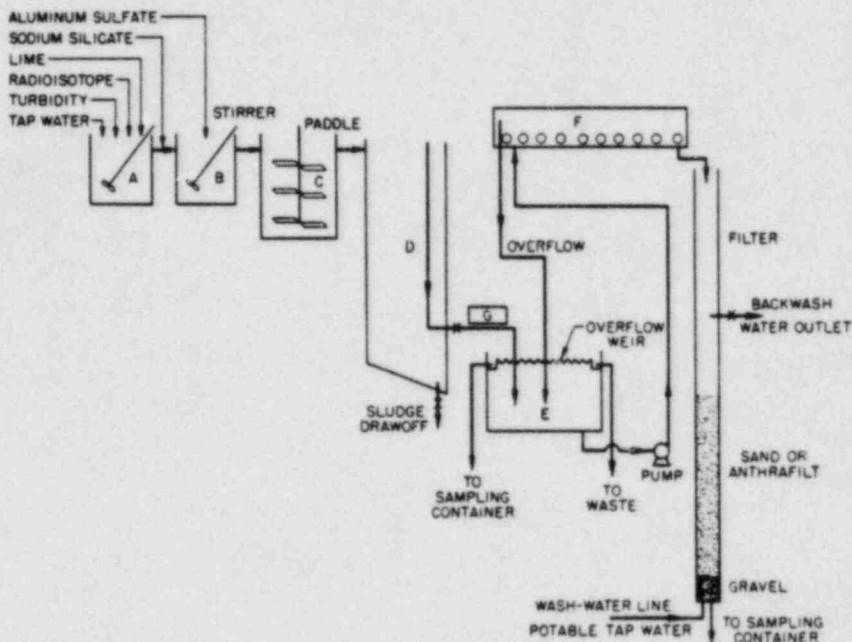 ALUMINUM SULFATE
SODIUM SILICATE
LIME
RADIOISOTOPE
TURBIDITY
TAP WATER
STIRRER
PADDLE
A
B
C
D
F
OVERFLOW
G
OVERFLOW
WEIR
E
SLUDGE
DRAWOFF
TO
SAMPLING
CONTAINER
TO
WASTE
PUMP
FILTER
BACKWASH
WATER OUTLET
SAND OR
ANTHRAFILT
GRAVEL
WASH-WATER LINE
POTABLE TAP WATER
TO SAMPLING
CONTAINER